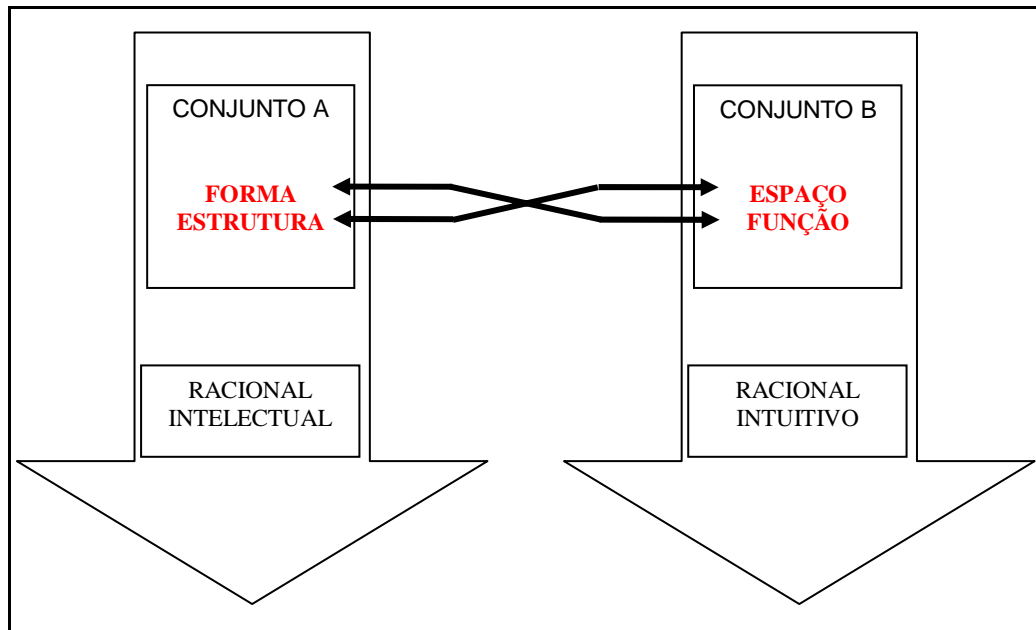 CONJUNTO A
FORMA
ESTRUTURA
RACIONAL
INTELECTUAL
CONJUNTO B
ESPAÇO
FUNÇÃO
RACIONAL
INTUITIVO